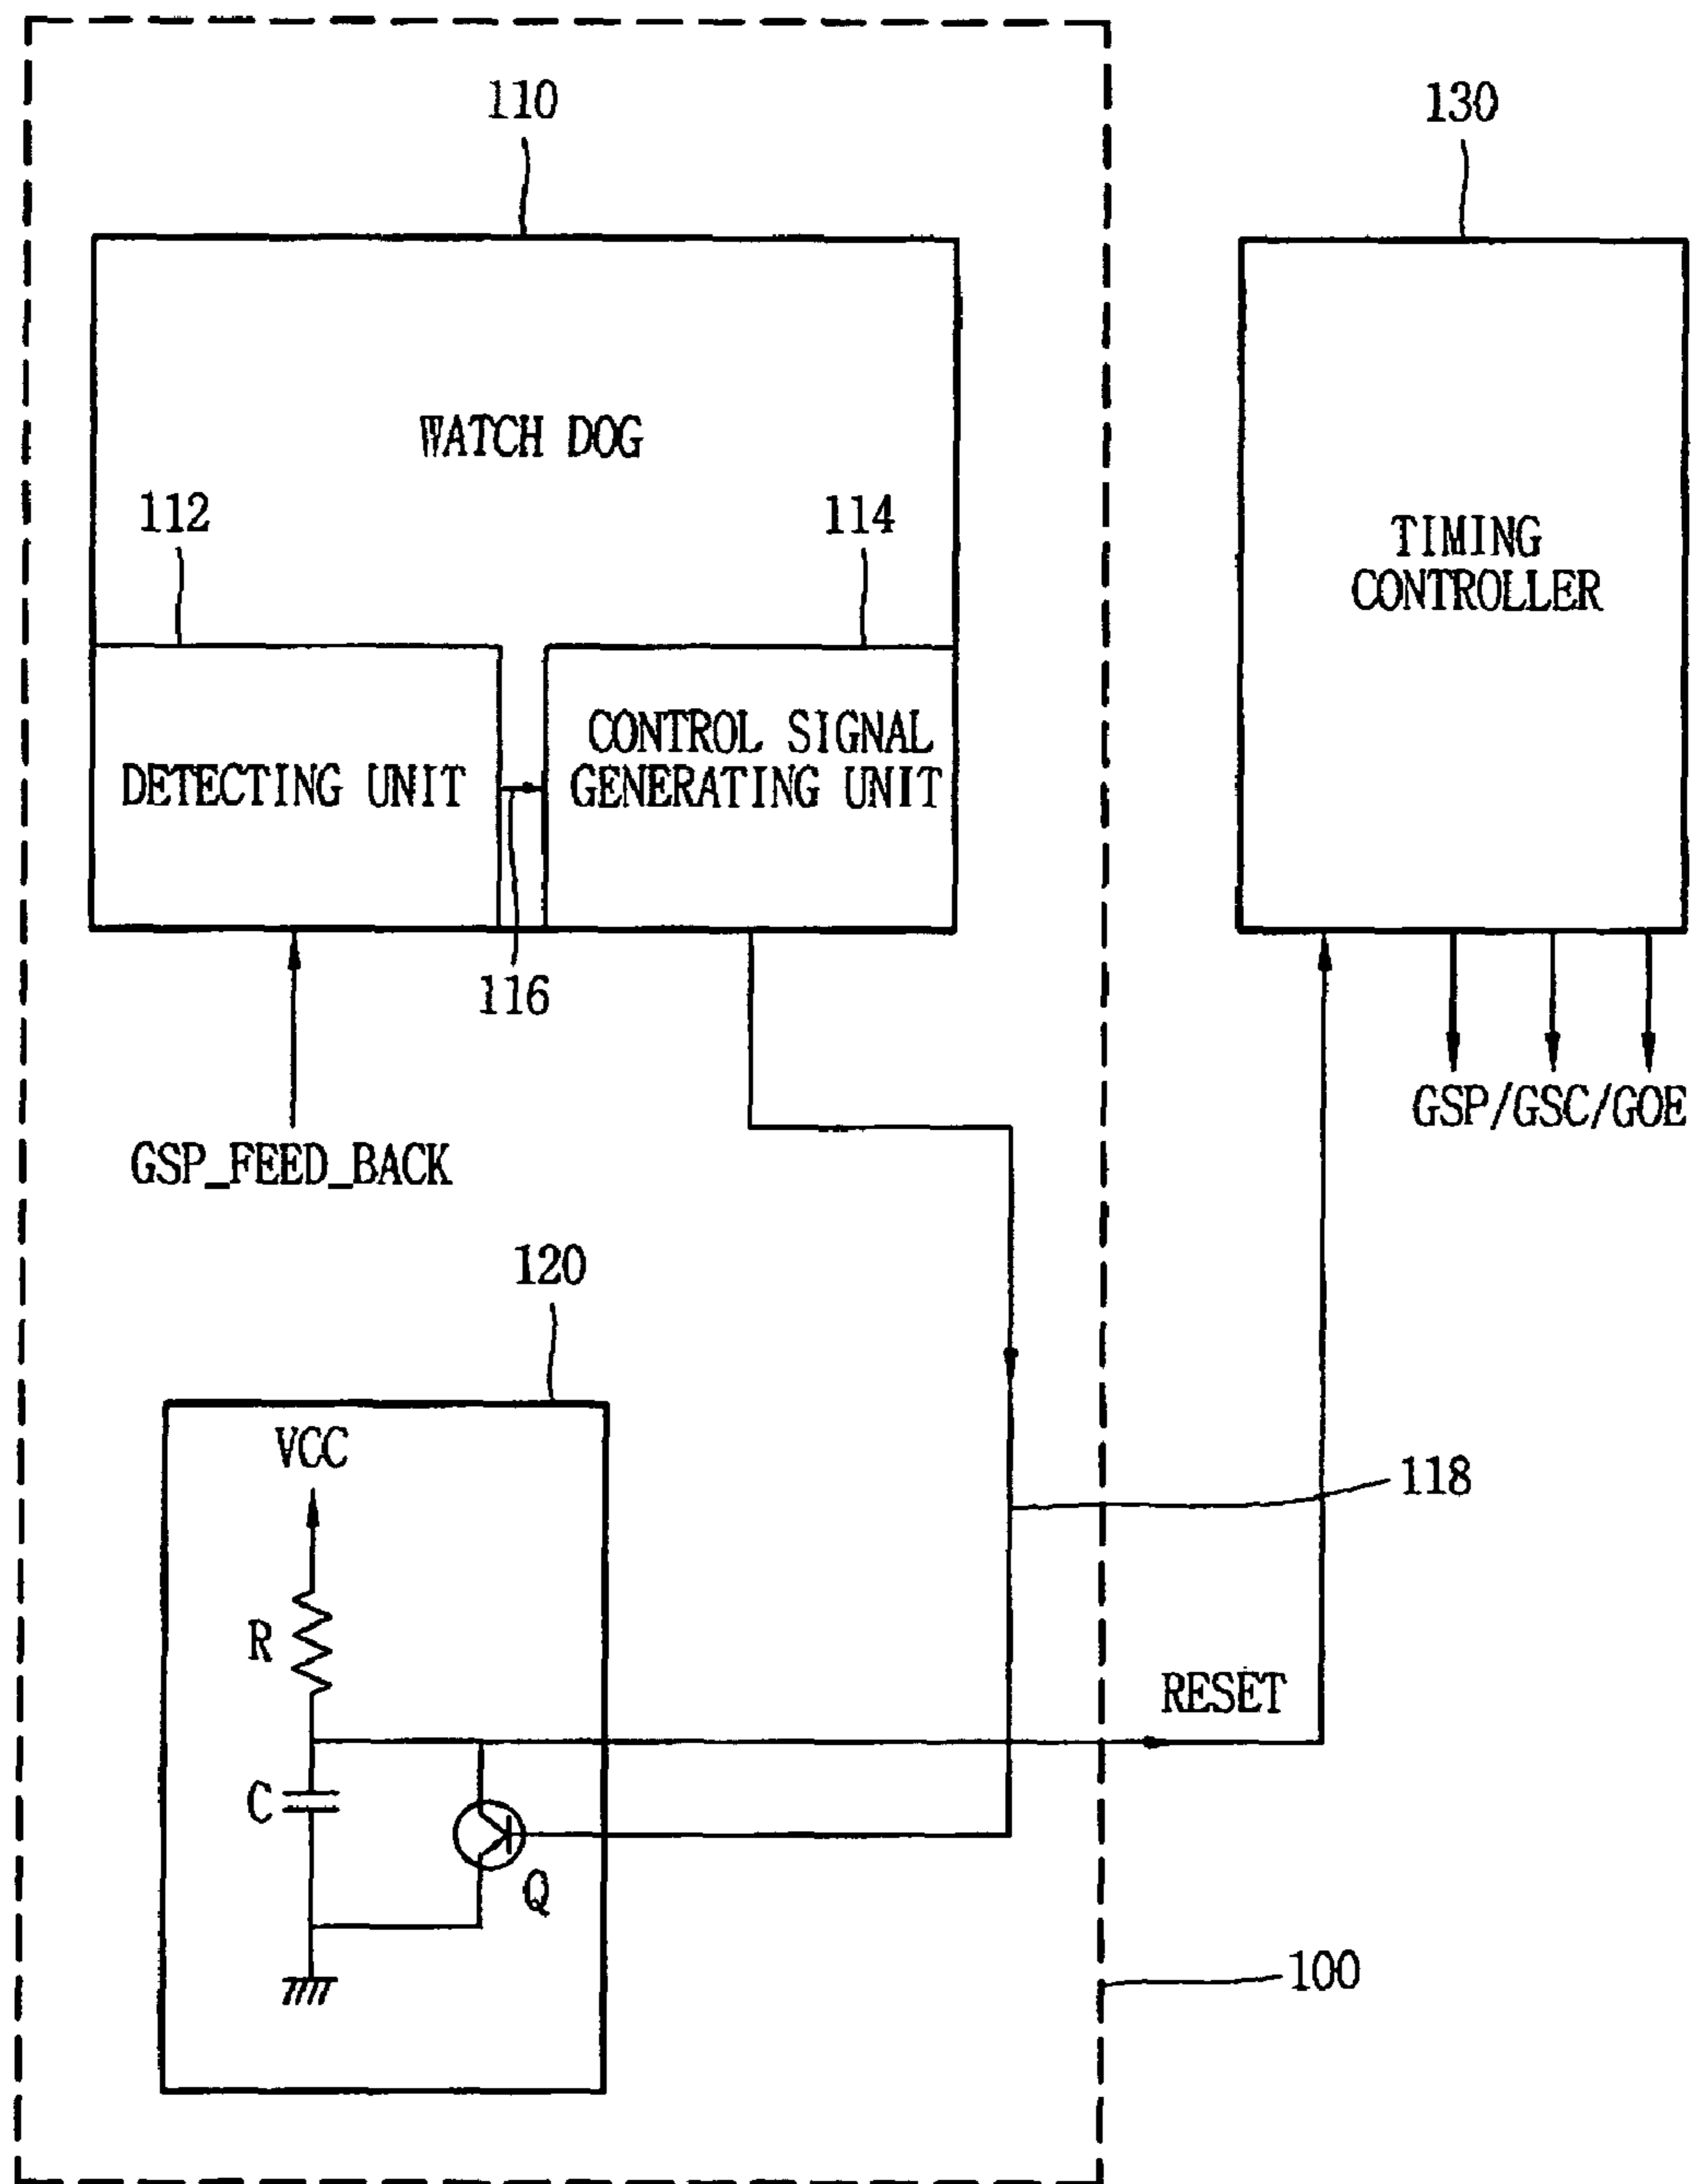 110
130
WATCH DOG
112
114
TIMING
CONTROLLER
DETECTING UNIT
CONTROL SIGNAL
GENERATING UNIT
116
GSP_FEED_BACK
GSP/GSC/GOE
120
VCC
118
R
RESET
C
Q
100